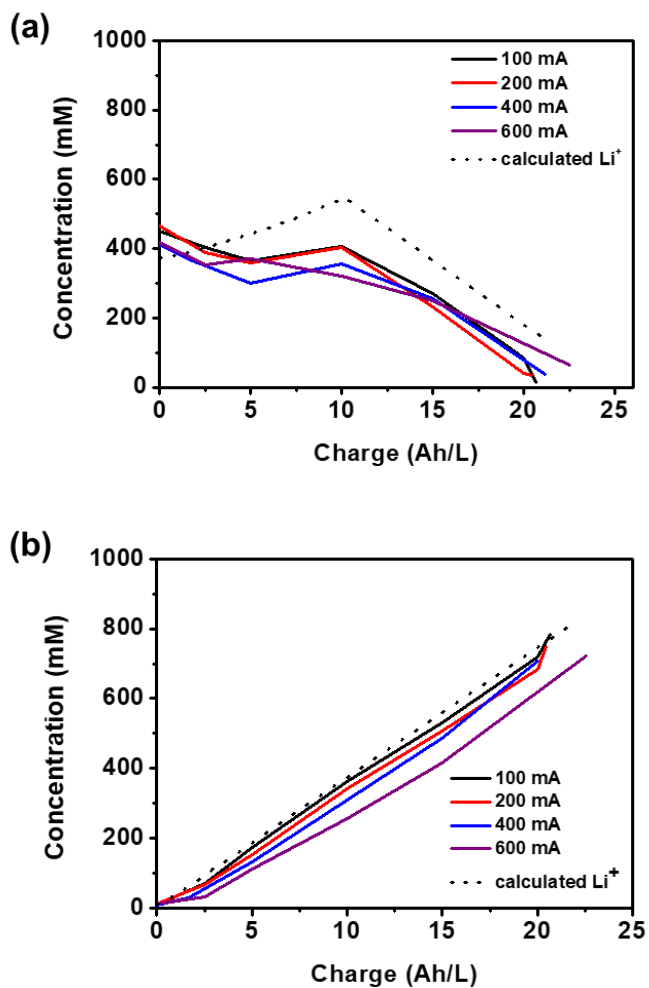 (a)
1000
800
600
400
200
0
Concentration (mM)
100 mA
200 mA
400 mA
600 mA
calculated Li⁺
0 5 10 15 20 25
Charge (Ah/L)
(b)
1000
800
600
400
200
0
Concentration (mM)
100 mA
200 mA
400 mA
600 mA
calculated Li⁺
0 5 10 15 20 25
Charge (Ah/L)